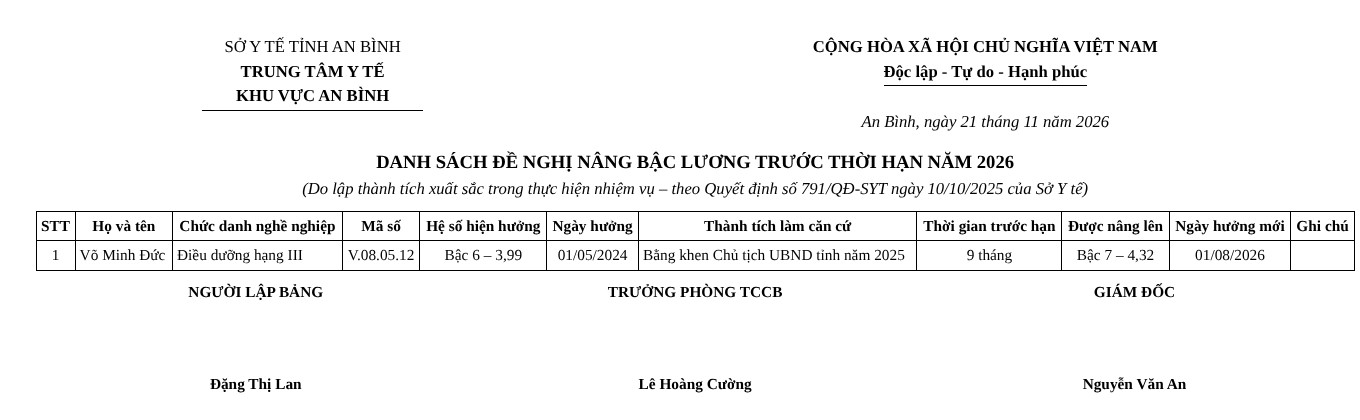 SỞ Y TẾ TỈNH AN BÌNH
TRUNG TÂM Y TẾ
KHU VỰC AN BÌNH
CỘNG HÒA XÃ HỘI CHỦ NGHĨA VIỆT NAM
Độc lập - Tự do - Hạnh phúc
An Bình, ngày 21 tháng 11 năm 2026
DANH SÁCH ĐỀ NGHỊ NÂNG BẬC LƯƠNG TRƯỚC THỜI HẠN NĂM 2026
(Do lập thành tích xuất sắc trong thực hiện nhiệm vụ – theo Quyết định số 791/QĐ-SYT ngày 10/10/2025 của Sở Y tế)
STT Họ và tên Chức danh nghề nghiệp Mã số Hệ số hiện hưởng Ngày hưởng Thành tích làm căn cứ Thời gian trước hạn Được nâng lên Ngày hưởng mới Ghi chú
1 Võ Minh Đức Điều dưỡng hạng III V.08.05.12 Bậc 6 – 3,99 01/05/2024 Bằng khen Chủ tịch UBND tỉnh năm 2025 9 tháng Bậc 7 – 4,32 01/08/2026
NGƯỜI LẬP BẢNG TRƯỞNG PHÒNG TCCB GIÁM ĐỐC
Đặng Thị Lan Lê Hoàng Cường Nguyễn Văn An